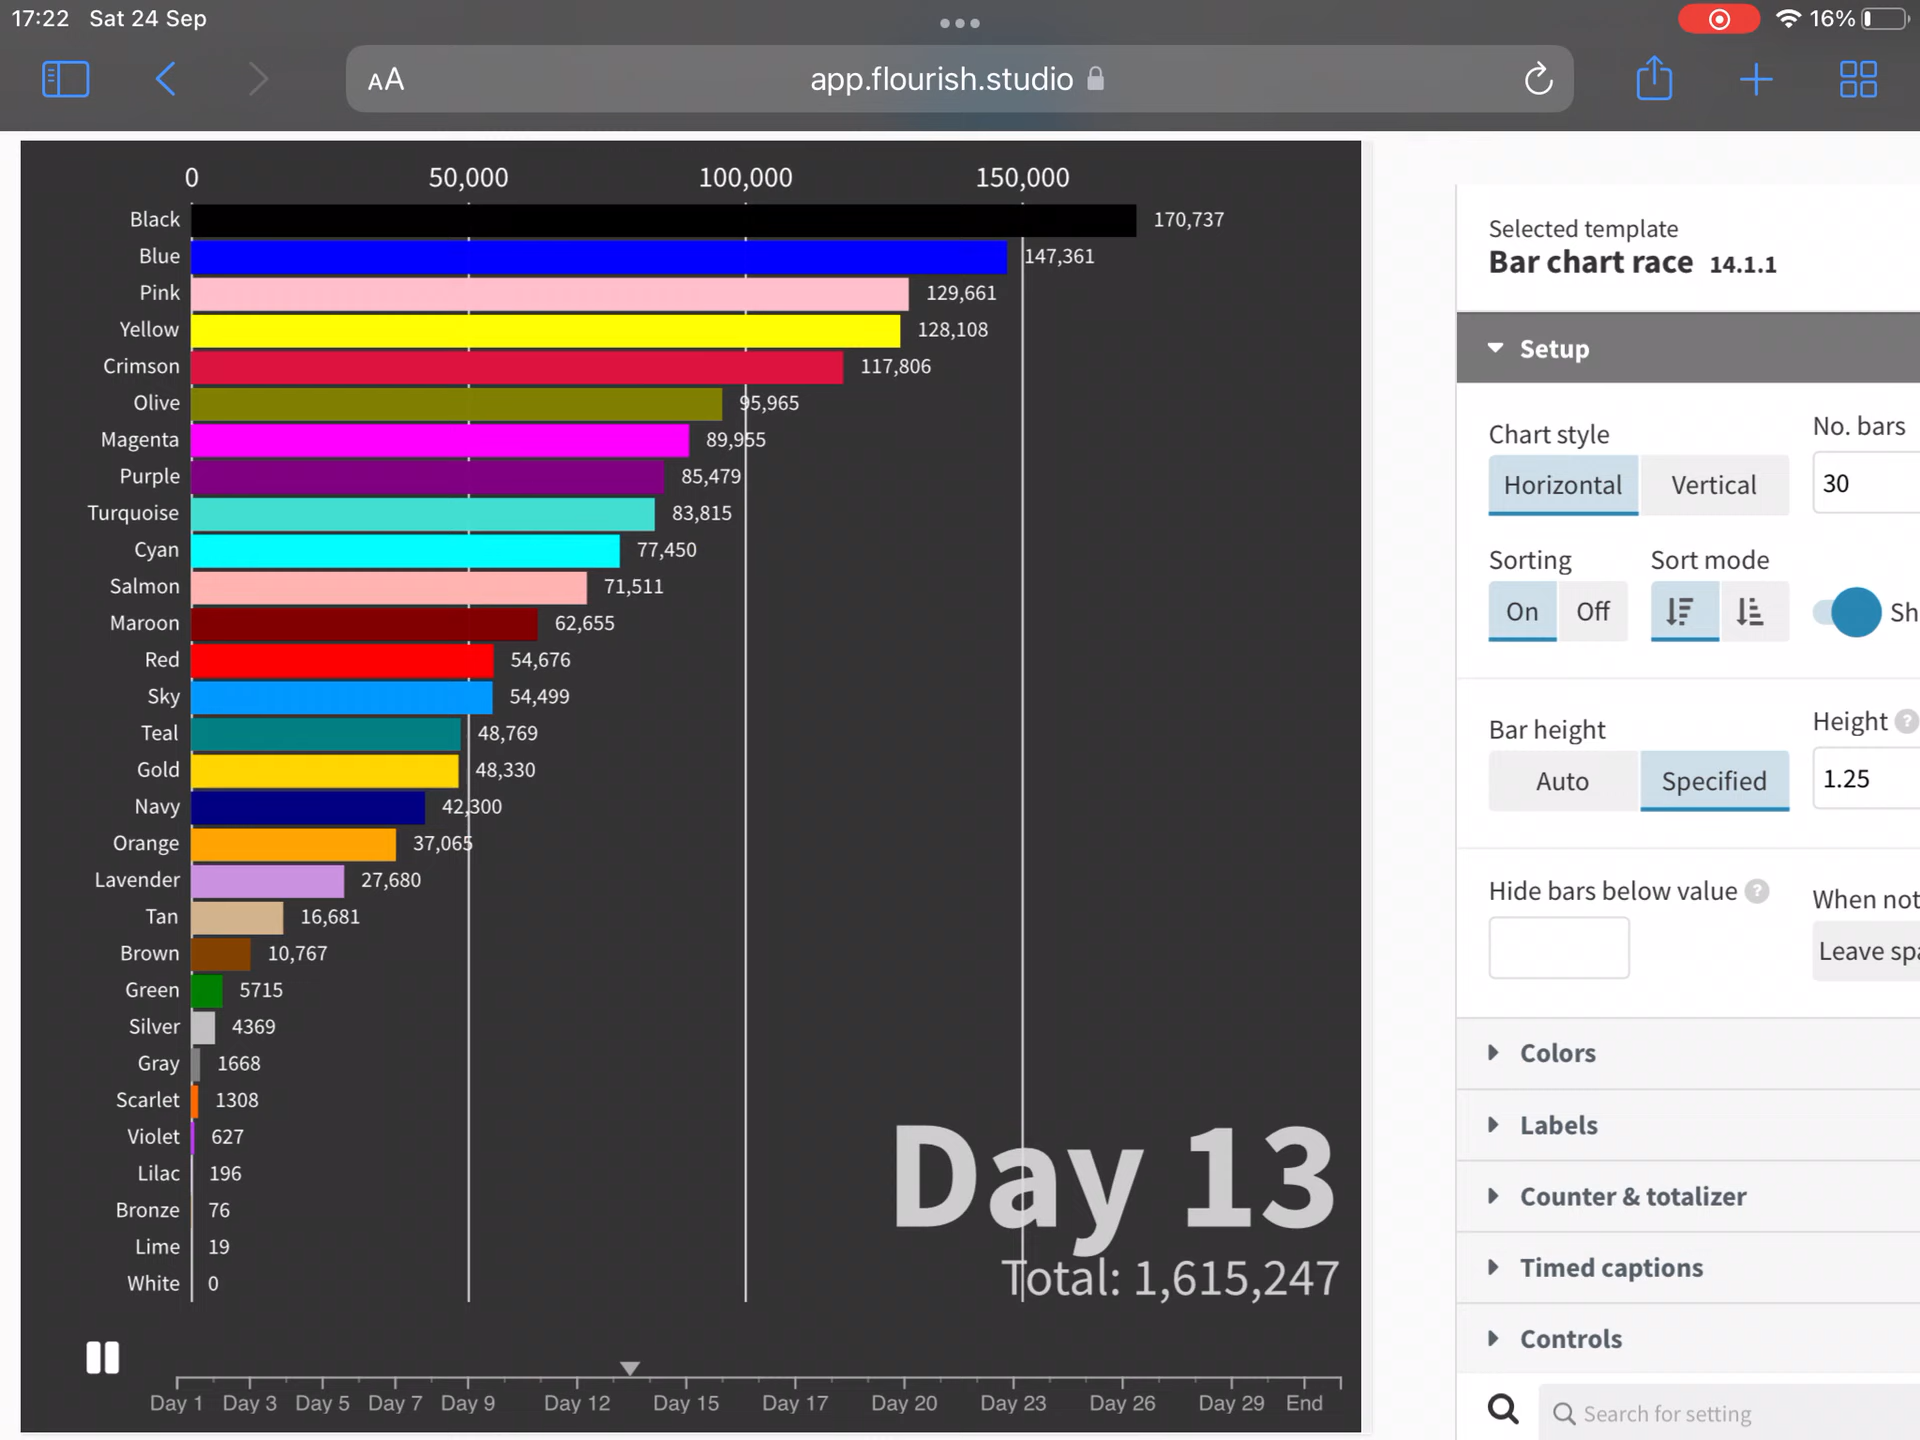 17:22 Sat 24 Sep
16%
AA
app.flourish.studio
0 50,000 100,000 150,000
Black 170,737
Blue 147,361
Pink 129,661
Yellow 128,108
Crimson 117,806
Olive 95,965
Magenta 89,955
Purple 85,479
Turquoise 83,815
Cyan 77,450
Salmon 71,511
Maroon 62,655
Red 54,676
Sky 54,499
Teal 48,769
Gold 48,330
Navy 42,300
Orange 37,065
Lavender 27,680
Tan 16,681
Brown 10,767
Green 5715
Silver 4369
Gray 1668
Scarlet 1308
Violet 627
Lilac 196
Bronze 76
Lime 19
White 0
Day 13
Total: 1,615,247
Day 1 Day 3 Day 5 Day 7 Day 9 Day 12 Day 15 Day 17 Day 20 Day 23 Day 26 Day 29 End
Selected template
Bar chart race 14.1.1
Setup
Chart style No. bars
Horizontal Vertical 30
Sorting Sort mode
On Off Sh
Bar height Height ?
Auto Specified 1.25
Hide bars below value ? When not
Leave spa
Colors
Labels
Counter & totalizer
Timed captions
Controls
Search for setting